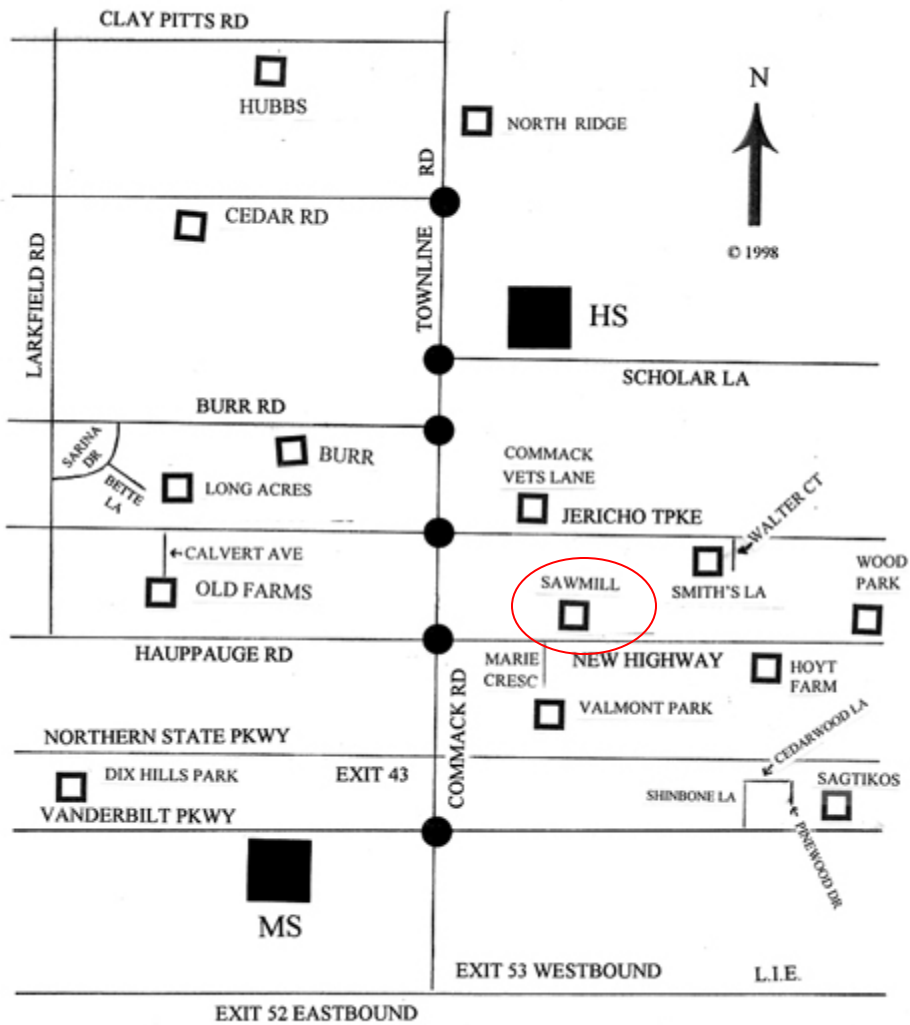 CLAY PITTS RD
HUBBS
NORTH RIDGE
N
© 1998
RD
TOWNLINE
CEDAR RD
LARKFIELD RD
HS
SCHOLAR LA
BURR RD
SARINA
DR
BETTE
LA
BURR
LONG ACRES
COMMACK
VETS LANE
JERICHO TPKE
WALTER CT
CALVERT AVE
OLD FARMS
SAWMILL
SMITH'S LA
WOOD
PARK
HAUPPAUGE RD
MARIE
CRESC
NEW HIGHWAY
HOYT
FARM
VALMONT PARK
COMMACK RD
NORTHERN STATE PKWY
EXIT 43
DIX HILLS PARK
VANDERBILT PKWY
CEDARWOOD LA
SHINBONE LA
SAGTIKOS
PINEWOOD DR
MS
EXIT 53 WESTBOUND
L.I.E.
EXIT 52 EASTBOUND